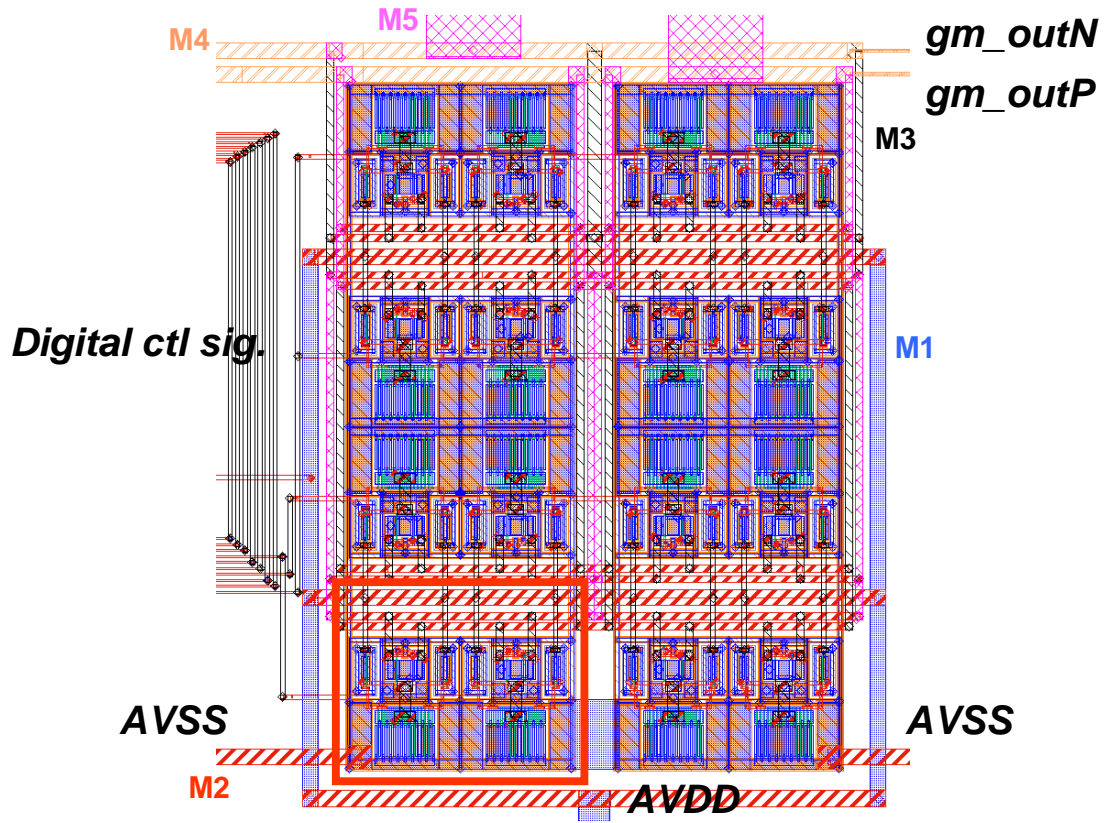 M5
M4
gm_outN
gm_outP
M3
Digital ctl sig.
M1
AVSS
AVSS
M2
AVDD